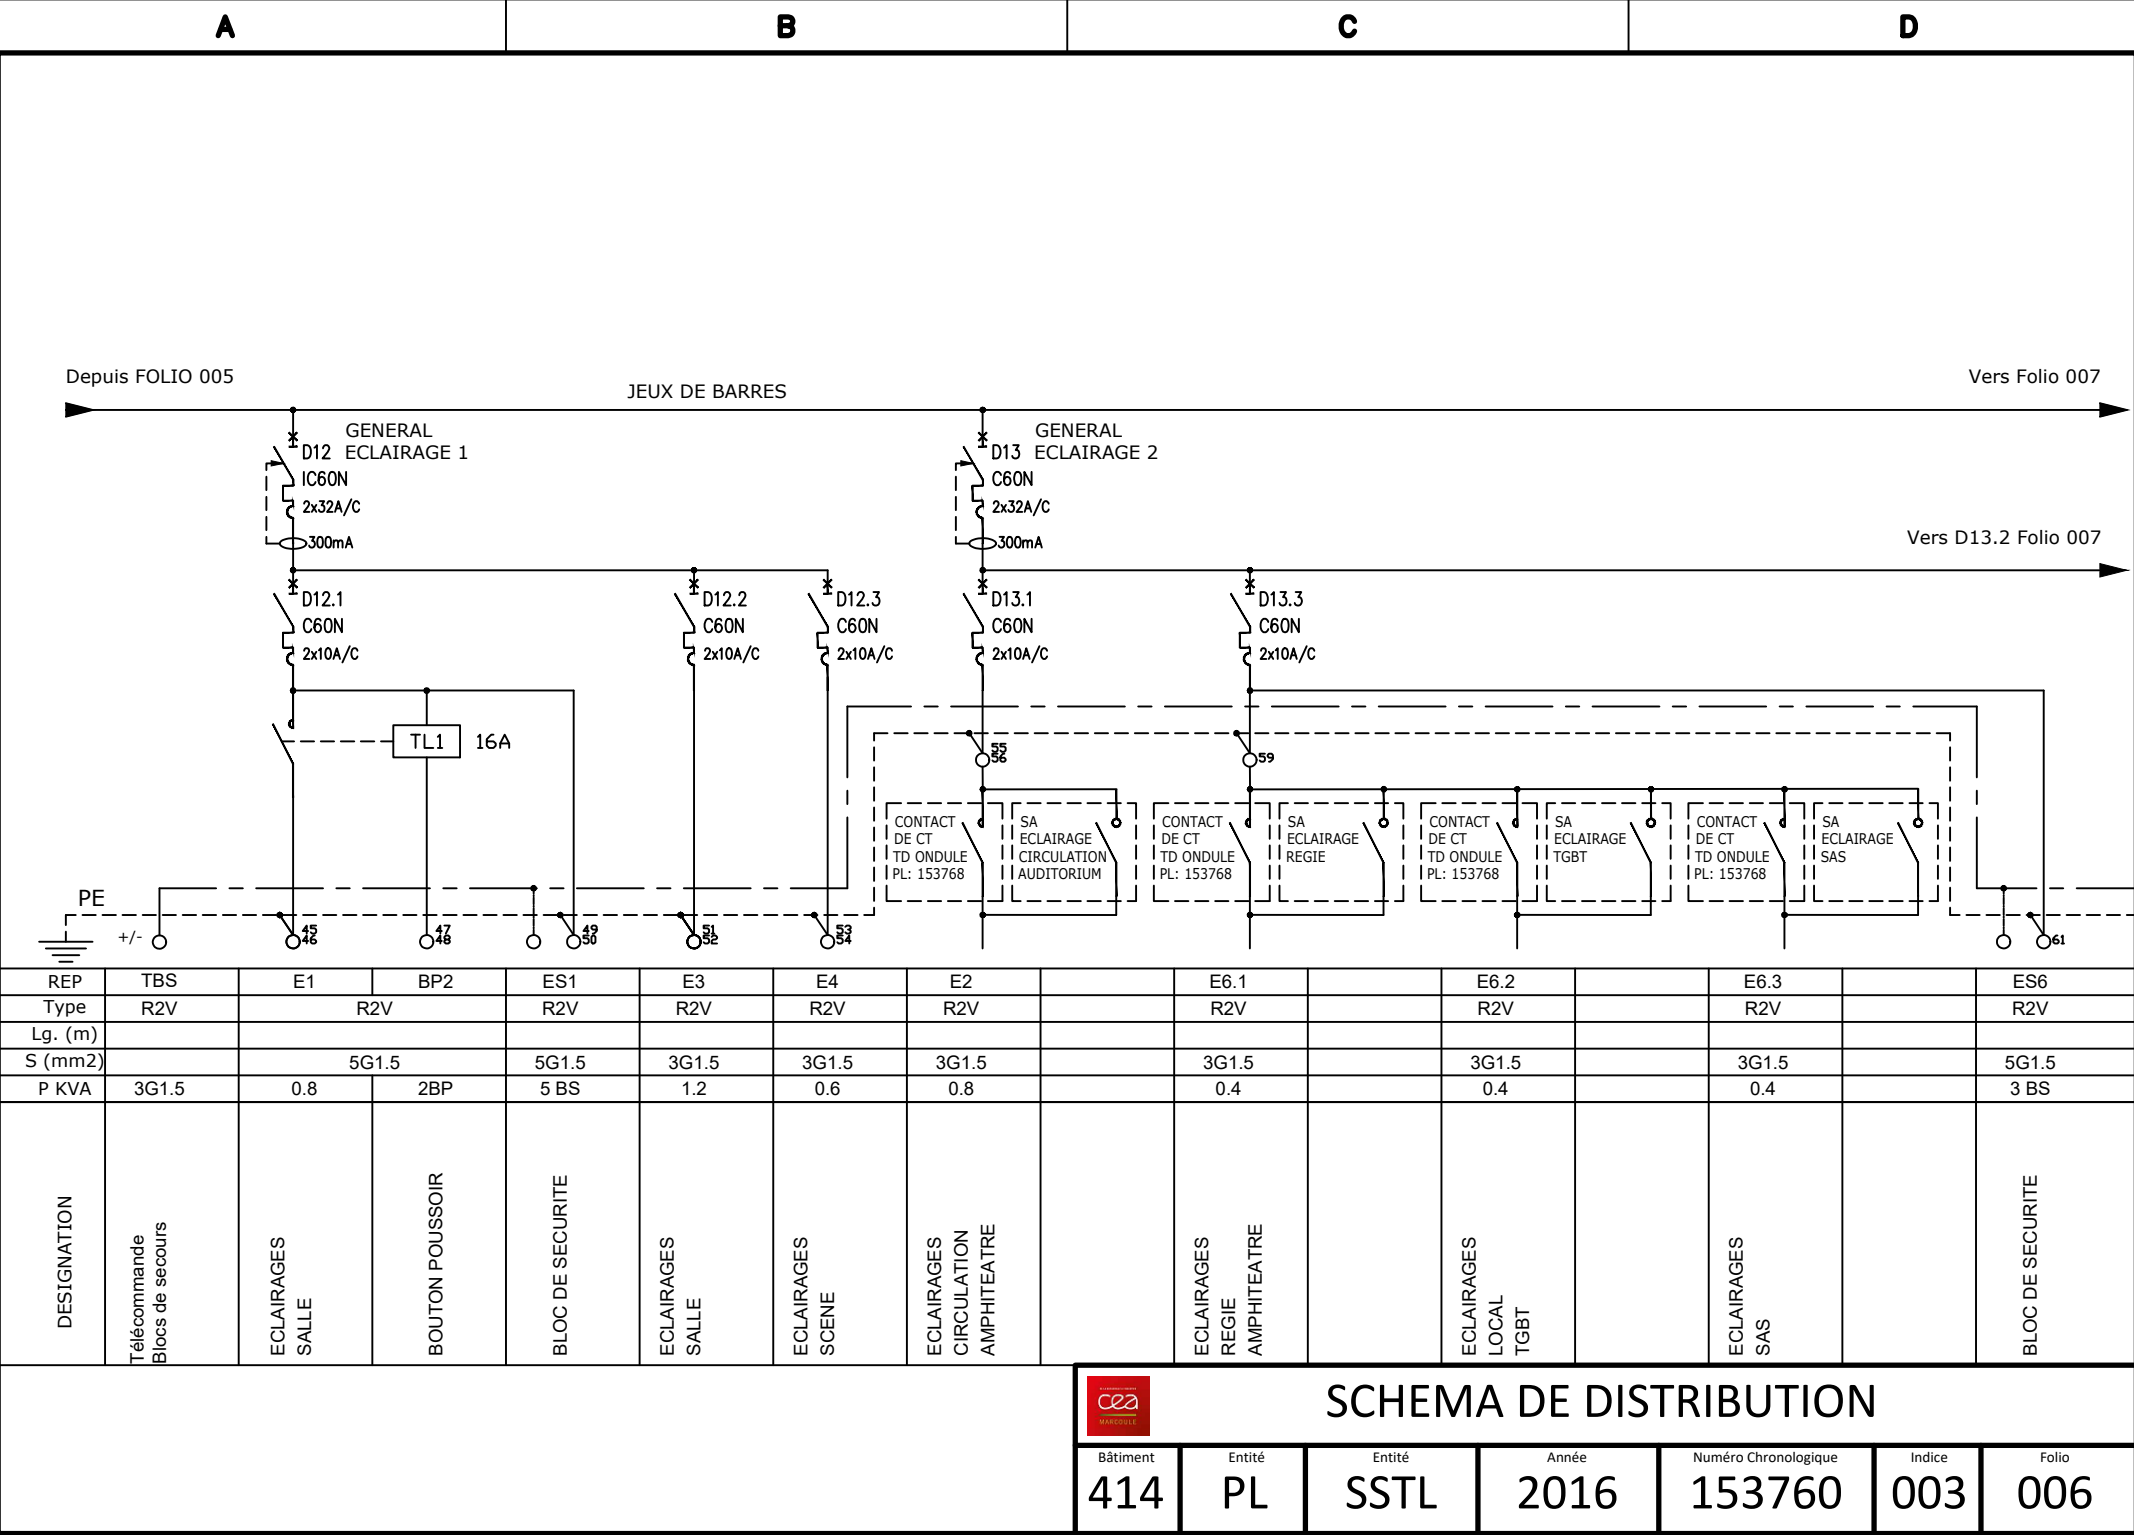 A B C D
Depuis FOLIO 005
JEUX DE BARRES
Vers Folio 007
GENERAL
D12 ECLAIRAGE 1
IC60N
2x32A/C
300mA
GENERAL
D13 ECLAIRAGE 2
C60N
2x32A/C
300mA
Vers D13.2 Folio 007
D12.1
C60N
2x10A/C
D12.2
C60N
2x10A/C
D12.3
C60N
2x10A/C
D13.1
C60N
2x10A/C
D13.3
C60N
2x10A/C
TL1 16A
55
56
59
CONTACT
DE CT
TD ONDULE
PL: 153768
SA
ECLAIRAGE
CIRCULATION
AUDITORIUM
CONTACT
DE CT
TD ONDULE
PL: 153768
SA
ECLAIRAGE
REGIE
CONTACT
DE CT
TD ONDULE
PL: 153768
SA
ECLAIRAGE
TGBT
CONTACT
DE CT
TD ONDULE
PL: 153768
SA
ECLAIRAGE
SAS
PE
+/-
45
46
47
48
49
50
51
52
53
54
61
REP TBS E1 BP2 ES1 E3 E4 E2 E6.1 E6.2 E6.3 ES6
Type R2V R2V R2V R2V R2V R2V R2V R2V R2V R2V
Lg. (m)
S (mm2) 5G1.5 5G1.5 3G1.5 3G1.5 3G1.5 3G1.5 3G1.5 3G1.5 5G1.5
P KVA 3G1.5 0.8 2BP 5 BS 1.2 0.6 0.8 0.4 0.4 0.4 3 BS
DESIGNATION
Télécommande
Blocs de secours
ECLAIRAGES
SALLE
BOUTON POUSSOIR
BLOC DE SECURITE
ECLAIRAGES
SALLE
ECLAIRAGES
SCENE
ECLAIRAGES
CIRCULATION
AMPHITEATRE
ECLAIRAGES
REGIE
AMPHITEATRE
ECLAIRAGES
LOCAL
TGBT
ECLAIRAGES
SAS
BLOC DE SECURITE
cea
MARCOULE
SCHEMA DE DISTRIBUTION
Bâtiment Entité Entité Année Numéro Chronologique Indice Folio
414 PL SSTL 2016 153760 003 006